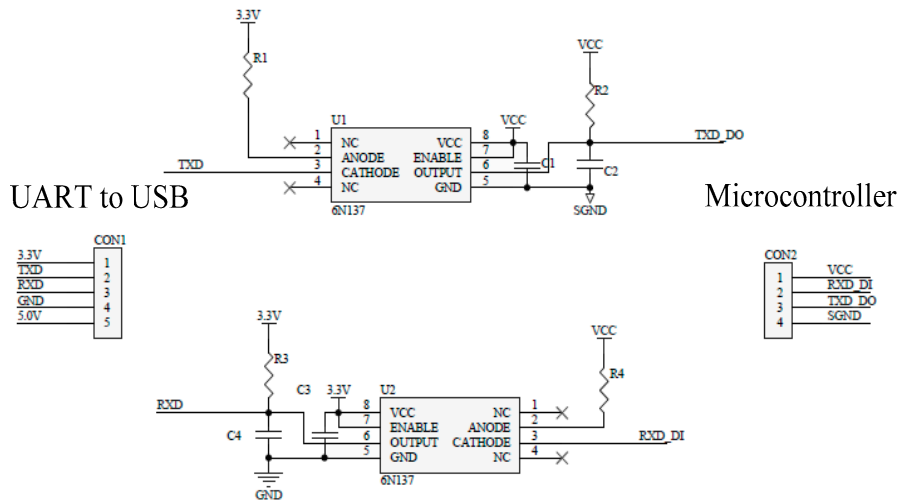 3.3V
R1
VCC
R2
U1
VCC
TXD_DO
1 NC VCC 8
2 ANODE ENABLE 7
TXD 3 CATHODE OUTPUT 6
4 NC GND 5
C1
C2
6N137
SGND
UART to USB
Microcontroller
CON1
3.3V 1
TXD 2
RXD 3
GND 4
5.0V 5
CON2
1 VCC
2 RXD_DI
3 TXD_DO
4 SGND
3.3V
R3
VCC
R4
C3
3.3V
U2
RXD
8 VCC NC 1
7 ENABLE ANODE 2
6 OUTPUT CATHODE 3 RXD_DI
5 GND NC 4
C4
6N137
GND